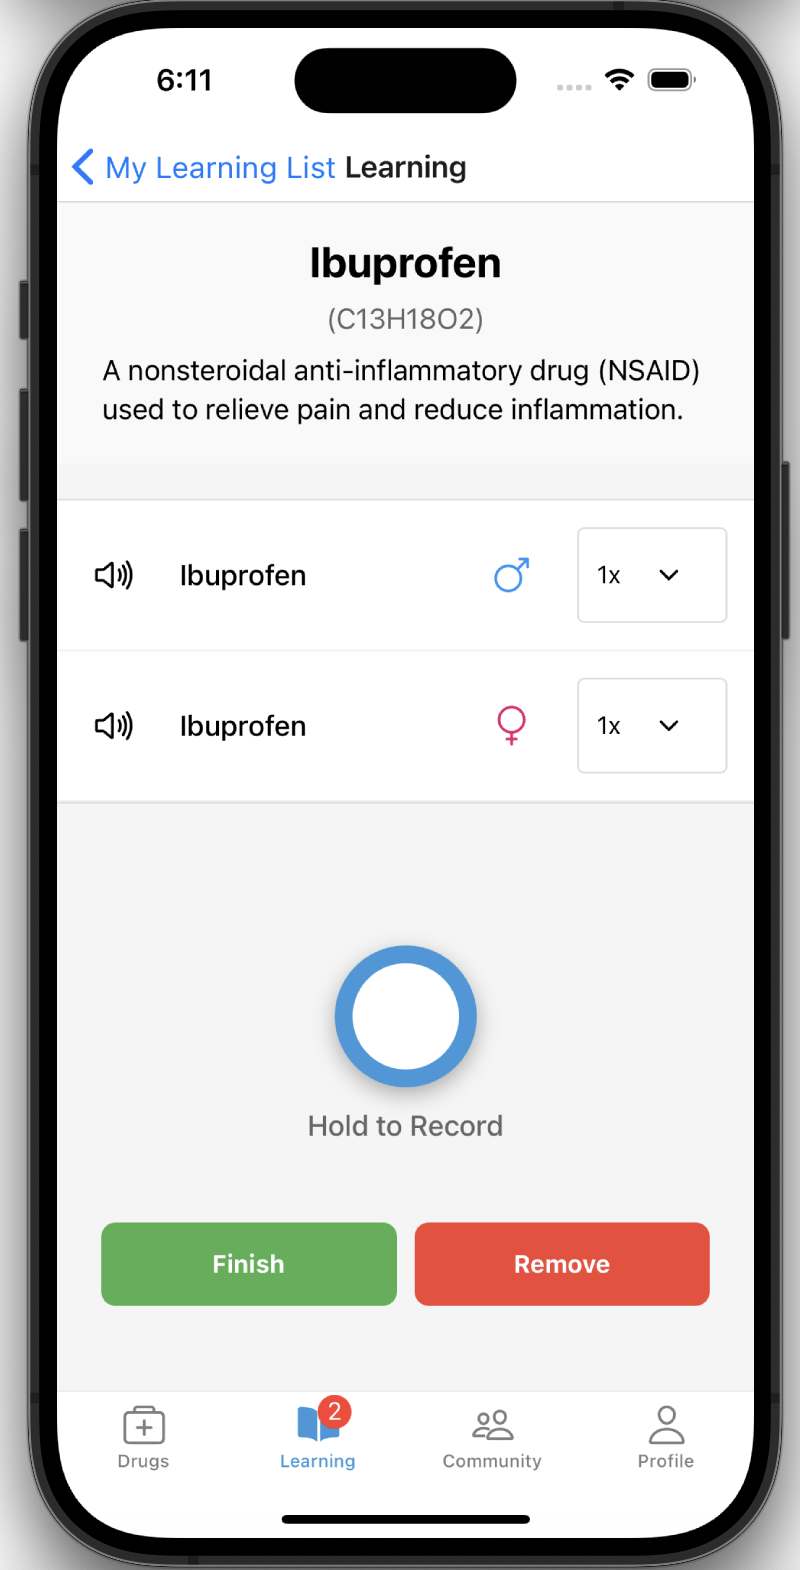 6:11
My Learning List Learning
Ibuprofen
(C13H18O2)
A nonsteroidal anti-inflammatory drug (NSAID)
used to relieve pain and reduce inflammation.
Ibuprofen 1x
Ibuprofen 1x
Hold to Record
Finish Remove
2
Drugs Learning Community Profile